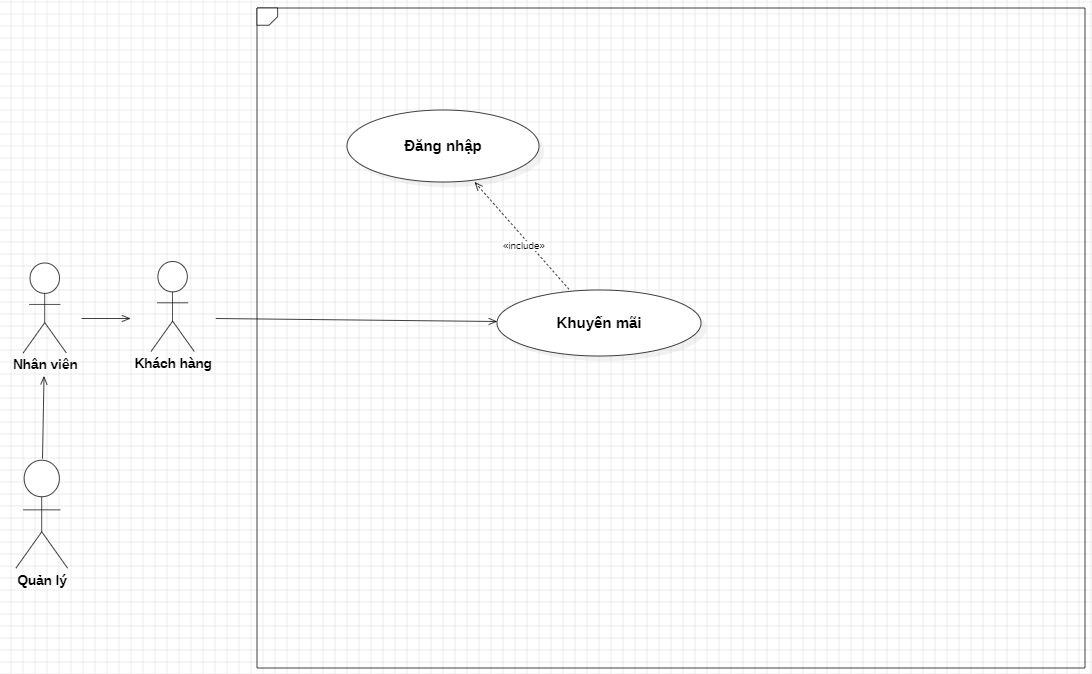 Đăng nhập
«include»
Khuyến mãi
Nhân viên
Khách hàng
Quản lý